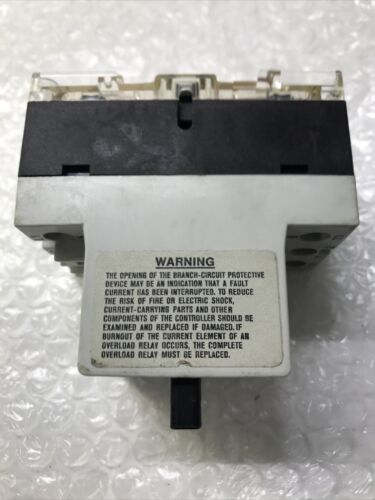 WARNING
THE OPENING OF THE BRANCH-CIRCUIT PROTECTIVE
DEVICE MAY BE AN INDICATION THAT A FAULT
CURRENT HAS BEEN INTERRUPTED. TO REDUCE
THE RISK OF FIRE OR ELECTRIC SHOCK,
CURRENT-CARRYING PARTS AND OTHER
COMPONENTS OF THE CONTROLLER SHOULD BE
EXAMINED AND REPLACED IF DAMAGED. IF
BURNOUT OF THE CURRENT ELEMENT OF AN
OVERLOAD RELAY OCCURS, THE COMPLETE
OVERLOAD RELAY MUST BE REPLACED.